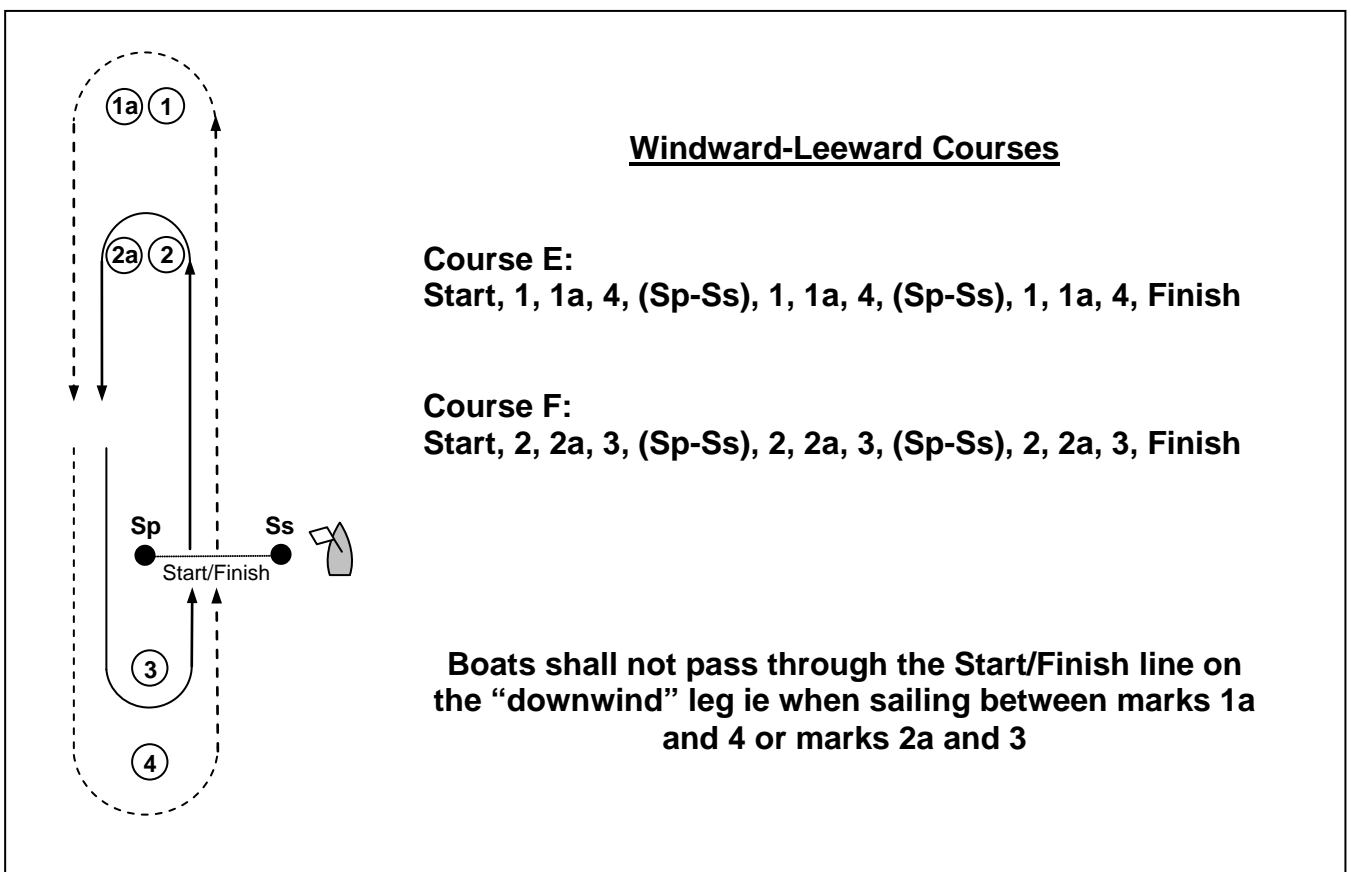 1a 1
Windward-Leeward Courses
2a 2
Course E:
Start, 1, 1a, 4, (Sp-Ss), 1, 1a, 4, (Sp-Ss), 1, 1a, 4, Finish
Course F:
Start, 2, 2a, 3, (Sp-Ss), 2, 2a, 3, (Sp-Ss), 2, 2a, 3, Finish
Sp Ss
Start/Finish
3
4
Boats shall not pass through the Start/Finish line on
the “downwind” leg ie when sailing between marks 1a
and 4 or marks 2a and 3